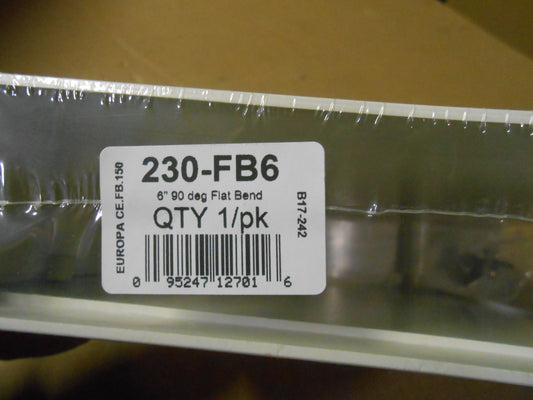 230-FB6
6" 90 deg Flat Bend
QTY 1/pk
0 95247 12701 6
EUROPA CE.FB.150
B17-242